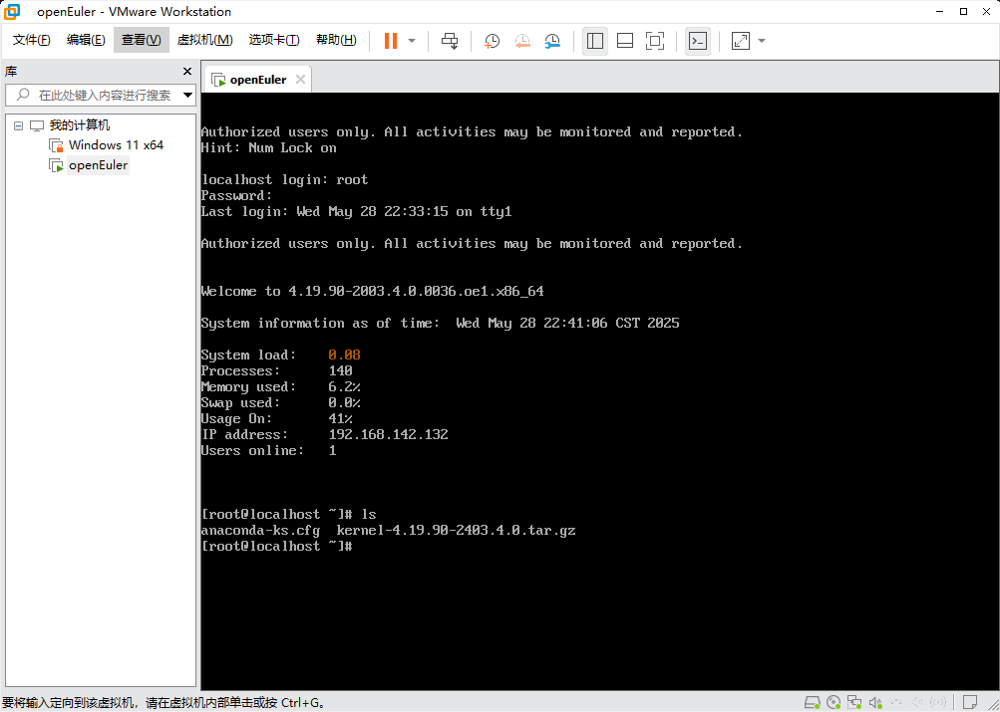 openEuler - VMware Workstation
文件(F) 编辑(E) 查看(V) 虚拟机(M) 选项卡(T) 帮助(H)
库
在此处键入内容进行搜索
我的计算机
Windows 11 x64
openEuler
openEuler
Authorized users only. All activities may be monitored and reported.
Hint: Num Lock on
localhost login: root
Password:
Last login: Wed May 28 22:33:15 on tty1
Authorized users only. All activities may be monitored and reported.
Welcome to 4.19.90-2003.4.0.0036.oe1.x86_64
System information as of time:  Wed May 28 22:41:06 CST 2025
System load:    0.08
Processes:      140
Memory used:    6.2%
Swap used:      0.0%
Usage On:       41%
IP address:     192.168.142.132
Users online:   1
[root@localhost ~]# ls
anaconda-ks.cfg  kernel-4.19.90-2403.4.0.tar.gz
[root@localhost ~]#
要将输入定向到该虚拟机，请在虚拟机内部单击或按 Ctrl+G。